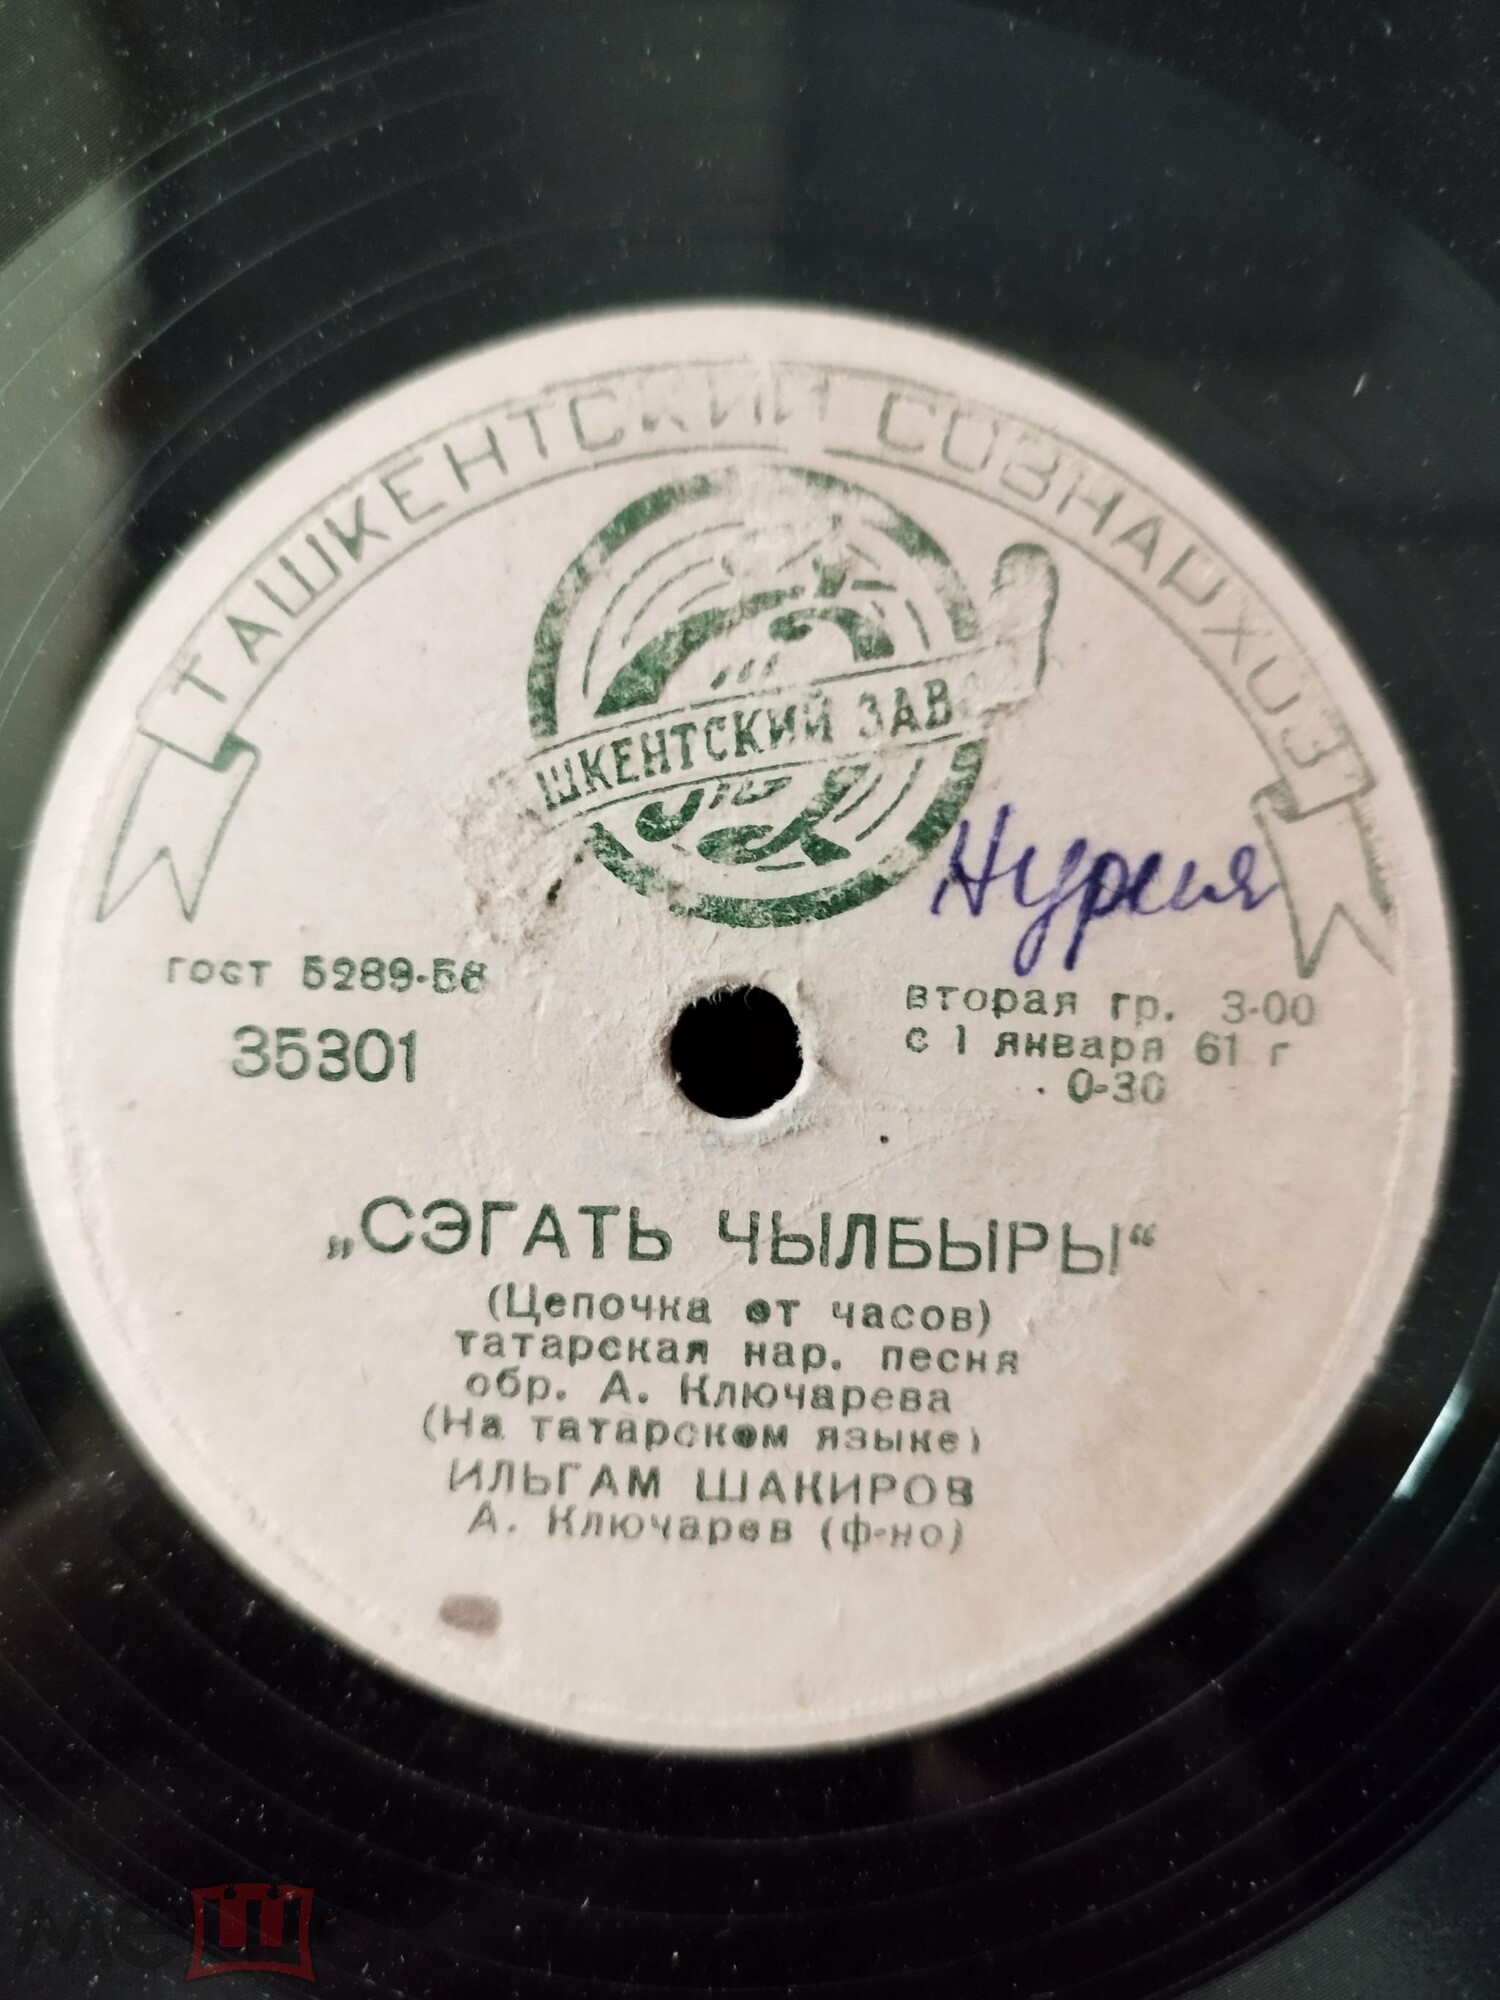 ТАШКЕНТСКИЙ СОВНАРХОЗ
ШКЕНТСКИЙ ЗАВ
Нурия
ГОСТ 5289-56
35301
вторая гр. 3-00
с 1 января 61 г
0-30
„СЭГАТЬ ЧЫЛБЫРЫ“
(Цепочка от часов)
татарская нар. песня
обр. А. Ключарева
(На татарском языке)
ИЛЬГАМ ШАКИРОВ
А. Ключарев (ф-но)